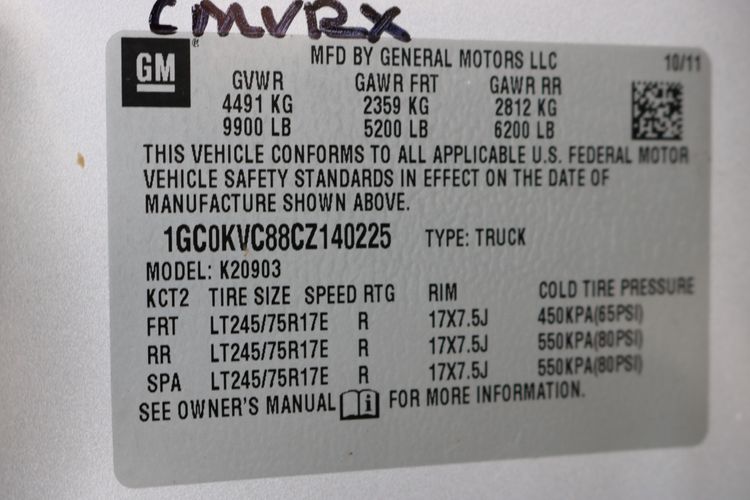 CMVRX
GM
MFD BY GENERAL MOTORS LLC 10/11
GVWR GAWR FRT GAWR RR
4491 KG 2359 KG 2812 KG
9900 LB 5200 LB 6200 LB
THIS VEHICLE CONFORMS TO ALL APPLICABLE U.S. FEDERAL MOTOR
VEHICLE SAFETY STANDARDS IN EFFECT ON THE DATE OF
MANUFACTURE SHOWN ABOVE.
1GC0KVC88CZ140225 TYPE: TRUCK
MODEL: K20903
KCT2 TIRE SIZE SPEED RTG RIM COLD TIRE PRESSURE
FRT LT245/75R17E R 17X7.5J 450KPA(65PSI)
RR LT245/75R17E R 17X7.5J 550KPA(80PSI)
SPA LT245/75R17E R 17X7.5J 550KPA(80PSI)
SEE OWNER'S MANUAL i FOR MORE INFORMATION.